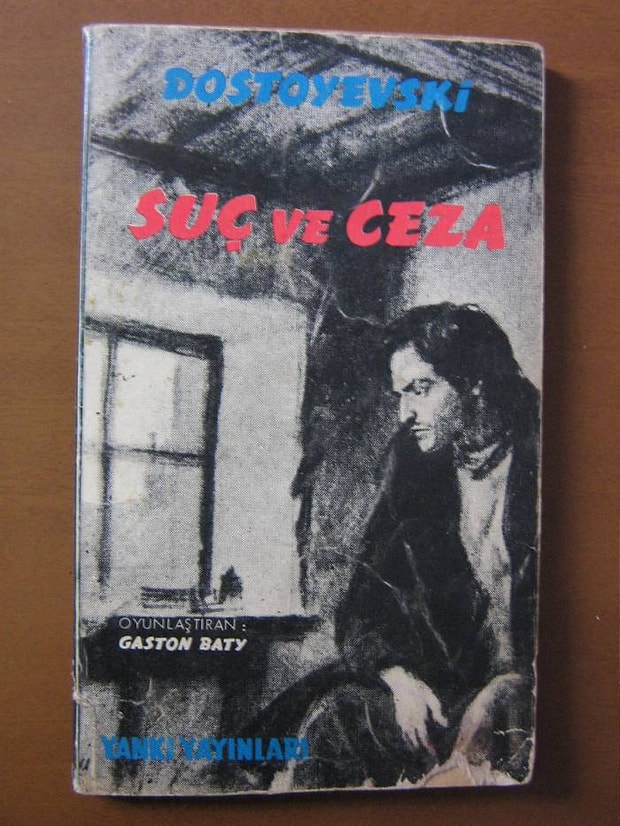 DOSTOYEVSKİ
SUÇ VE CEZA
OYUNLAŞTIRAN :
GASTON BATY
YANKI YAYINLARI